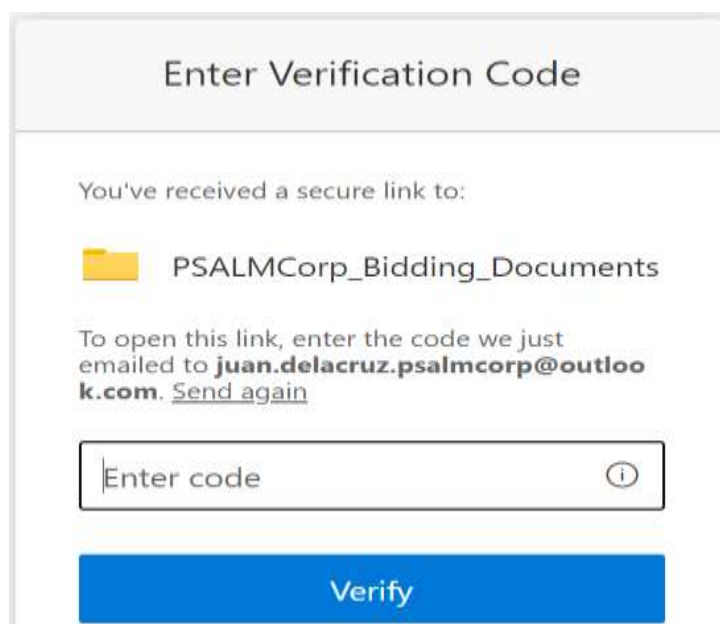 Enter Verification Code
You've received a secure link to:
PSALMCorp_Bidding_Documents
To open this link, enter the code we just
emailed to juan.delacruz.psalmcorp@outloo
k.com. Send again
Enter code
Verify